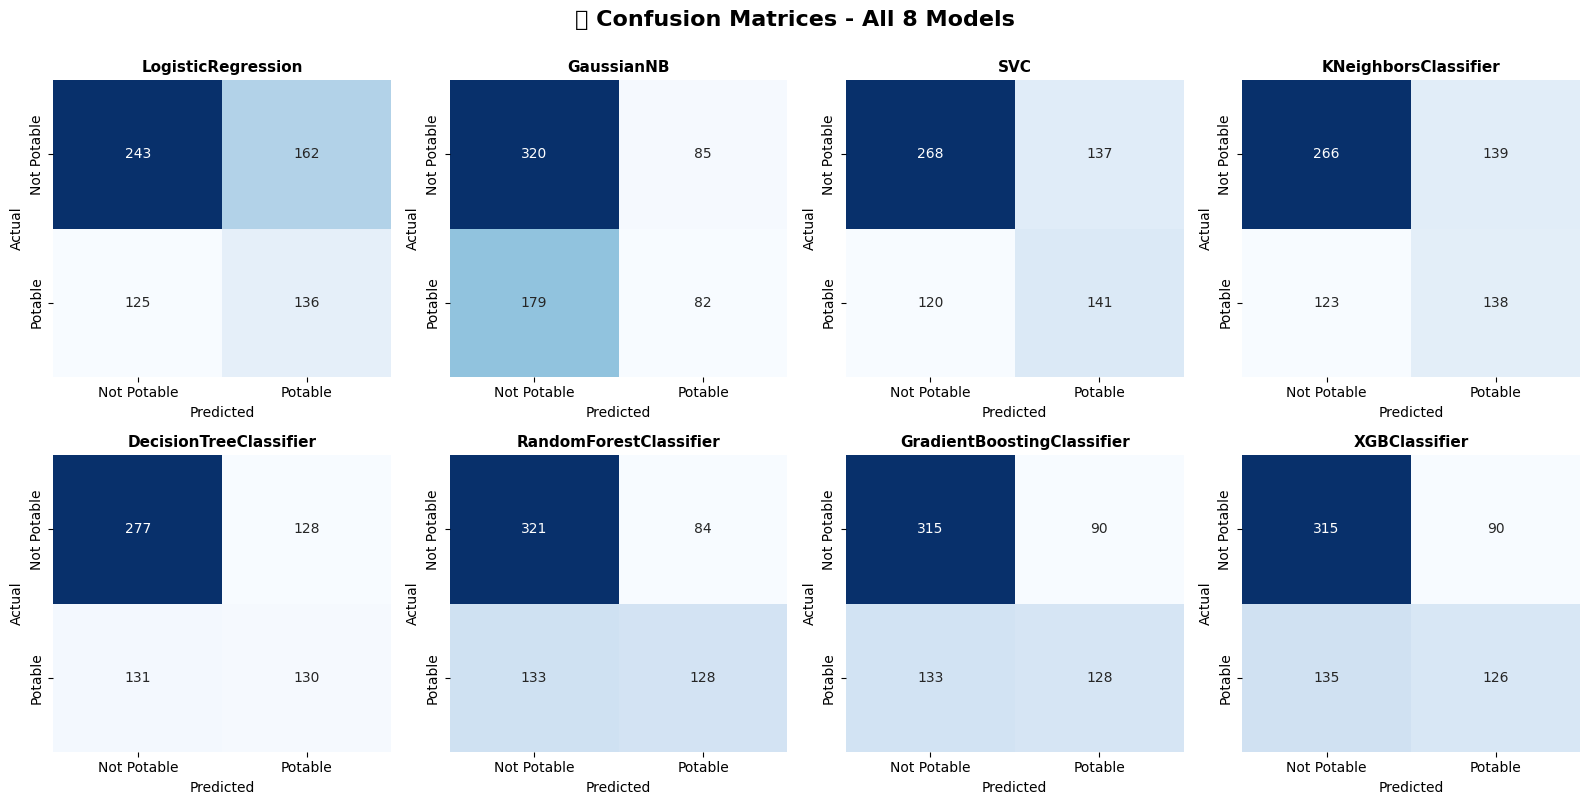 Confusion Matrices - All 8 Models
LogisticRegression
Actual
Not Potable
Potable
243 162
125 136
Not Potable Potable
Predicted
GaussianNB
Actual
Not Potable
Potable
320 85
179 82
Not Potable Potable
Predicted
SVC
Actual
Not Potable
Potable
268 137
120 141
Not Potable Potable
Predicted
KNeighborsClassifier
Actual
Not Potable
Potable
266 139
123 138
Not Potable Potable
Predicted
DecisionTreeClassifier
Actual
Not Potable
Potable
277 128
131 130
Not Potable Potable
Predicted
RandomForestClassifier
Actual
Not Potable
Potable
321 84
133 128
Not Potable Potable
Predicted
GradientBoostingClassifier
Actual
Not Potable
Potable
315 90
133 128
Not Potable Potable
Predicted
XGBClassifier
Actual
Not Potable
Potable
315 90
135 126
Not Potable Potable
Predicted